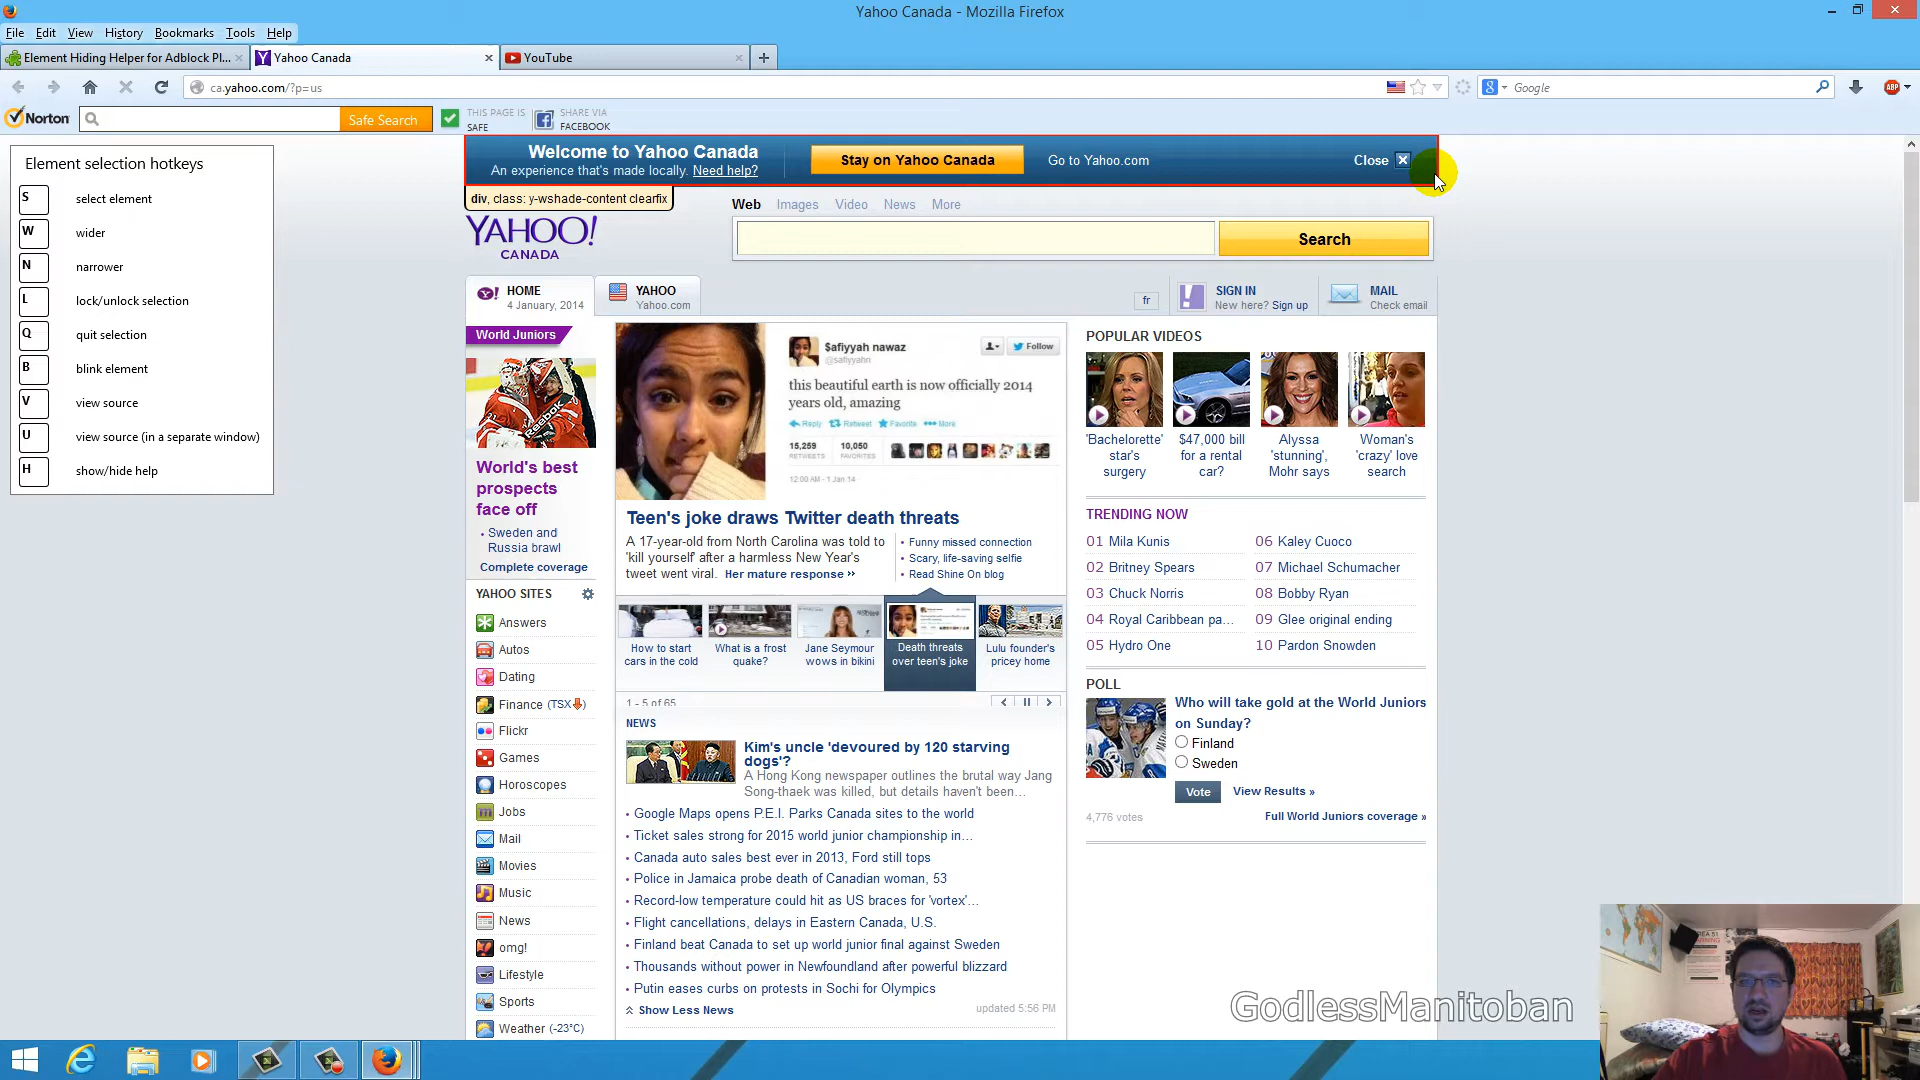 Yahoo Canada - Mozilla Firefox
File Edit View History Bookmarks Tools Help
Element Hiding Helper for Adblock Pl...
Yahoo Canada
YouTube
ca.yahoo.com/?p=us
Google
ABP
Norton
Safe Search
THIS PAGE IS
SAFE
SHARE VIA
FACEBOOK
Element selection hotkeys
S select element
W wider
N narrower
L lock/unlock selection
Q quit selection
B blink element
V view source
U view source (in a separate window)
H show/hide help
Welcome to Yahoo Canada
An experience that's made locally. Need help?
Stay on Yahoo Canada
Go to Yahoo.com
Close
div, class: y-wshade-content clearfix
YAHOO!
CANADA
Web Images Video News More
Search
HOME
4 January, 2014
YAHOO
Yahoo.com
fr
SIGN IN
New here? Sign up
MAIL
Check email
World Juniors
World's best
prospects
face off
• Sweden and
Russia brawl
Complete coverage
YAHOO SITES
Answers
Autos
Dating
Finance (TSX)
Flickr
Games
Horoscopes
Jobs
Mail
Movies
Music
News
omg!
Lifestyle
Sports
Weather (-23°C)
$afiyyah nawaz
@safiyyahn
Follow
this beautiful earth is now officially 2014
years old, amazing
Reply Retweet Favorite More
15,259
RETWEETS
10,050
FAVORITES
12:00 AM - 1 Jan 14
Teen's joke draws Twitter death threats
A 17-year-old from North Carolina was told to
'kill yourself' after a harmless New Year's
tweet went viral. Her mature response »
• Funny missed connection
• Scary, life-saving selfie
• Read Shine On blog
How to start
cars in the cold
What is a frost
quake?
Jane Seymour
wows in bikini
Death threats
over teen's joke
Lulu founder's
pricey home
1 - 5 of 65
NEWS
Kim's uncle 'devoured by 120 starving
dogs'?
A Hong Kong newspaper outlines the brutal way Jang
Song-thaek was killed, but details haven't been…
• Google Maps opens P.E.I. Parks Canada sites to the world
• Ticket sales strong for 2015 world junior championship in…
• Canada auto sales best ever in 2013, Ford still tops
• Police in Jamaica probe death of Canadian woman, 53
• Record-low temperature could hit as US braces for 'vortex'…
• Flight cancellations, delays in Eastern Canada, U.S.
• Finland beat Canada to set up world junior final against Sweden
• Thousands without power in Newfoundland after powerful blizzard
• Putin eases curbs on protests in Sochi for Olympics
Show Less News
updated 5:56 PM
POPULAR VIDEOS
'Bachelorette'
star's
surgery
$47,000 bill
for a rental
car?
Alyssa
'stunning',
Mohr says
Woman's
'crazy' love
search
TRENDING NOW
01 Mila Kunis
02 Britney Spears
03 Chuck Norris
04 Royal Caribbean pa…
05 Hydro One
06 Kaley Cuoco
07 Michael Schumacher
08 Bobby Ryan
09 Glee original ending
10 Pardon Snowden
POLL
Who will take gold at the World Juniors
on Sunday?
Finland
Sweden
Vote
View Results »
4,776 votes
Full World Juniors coverage »
GodlessManitoban